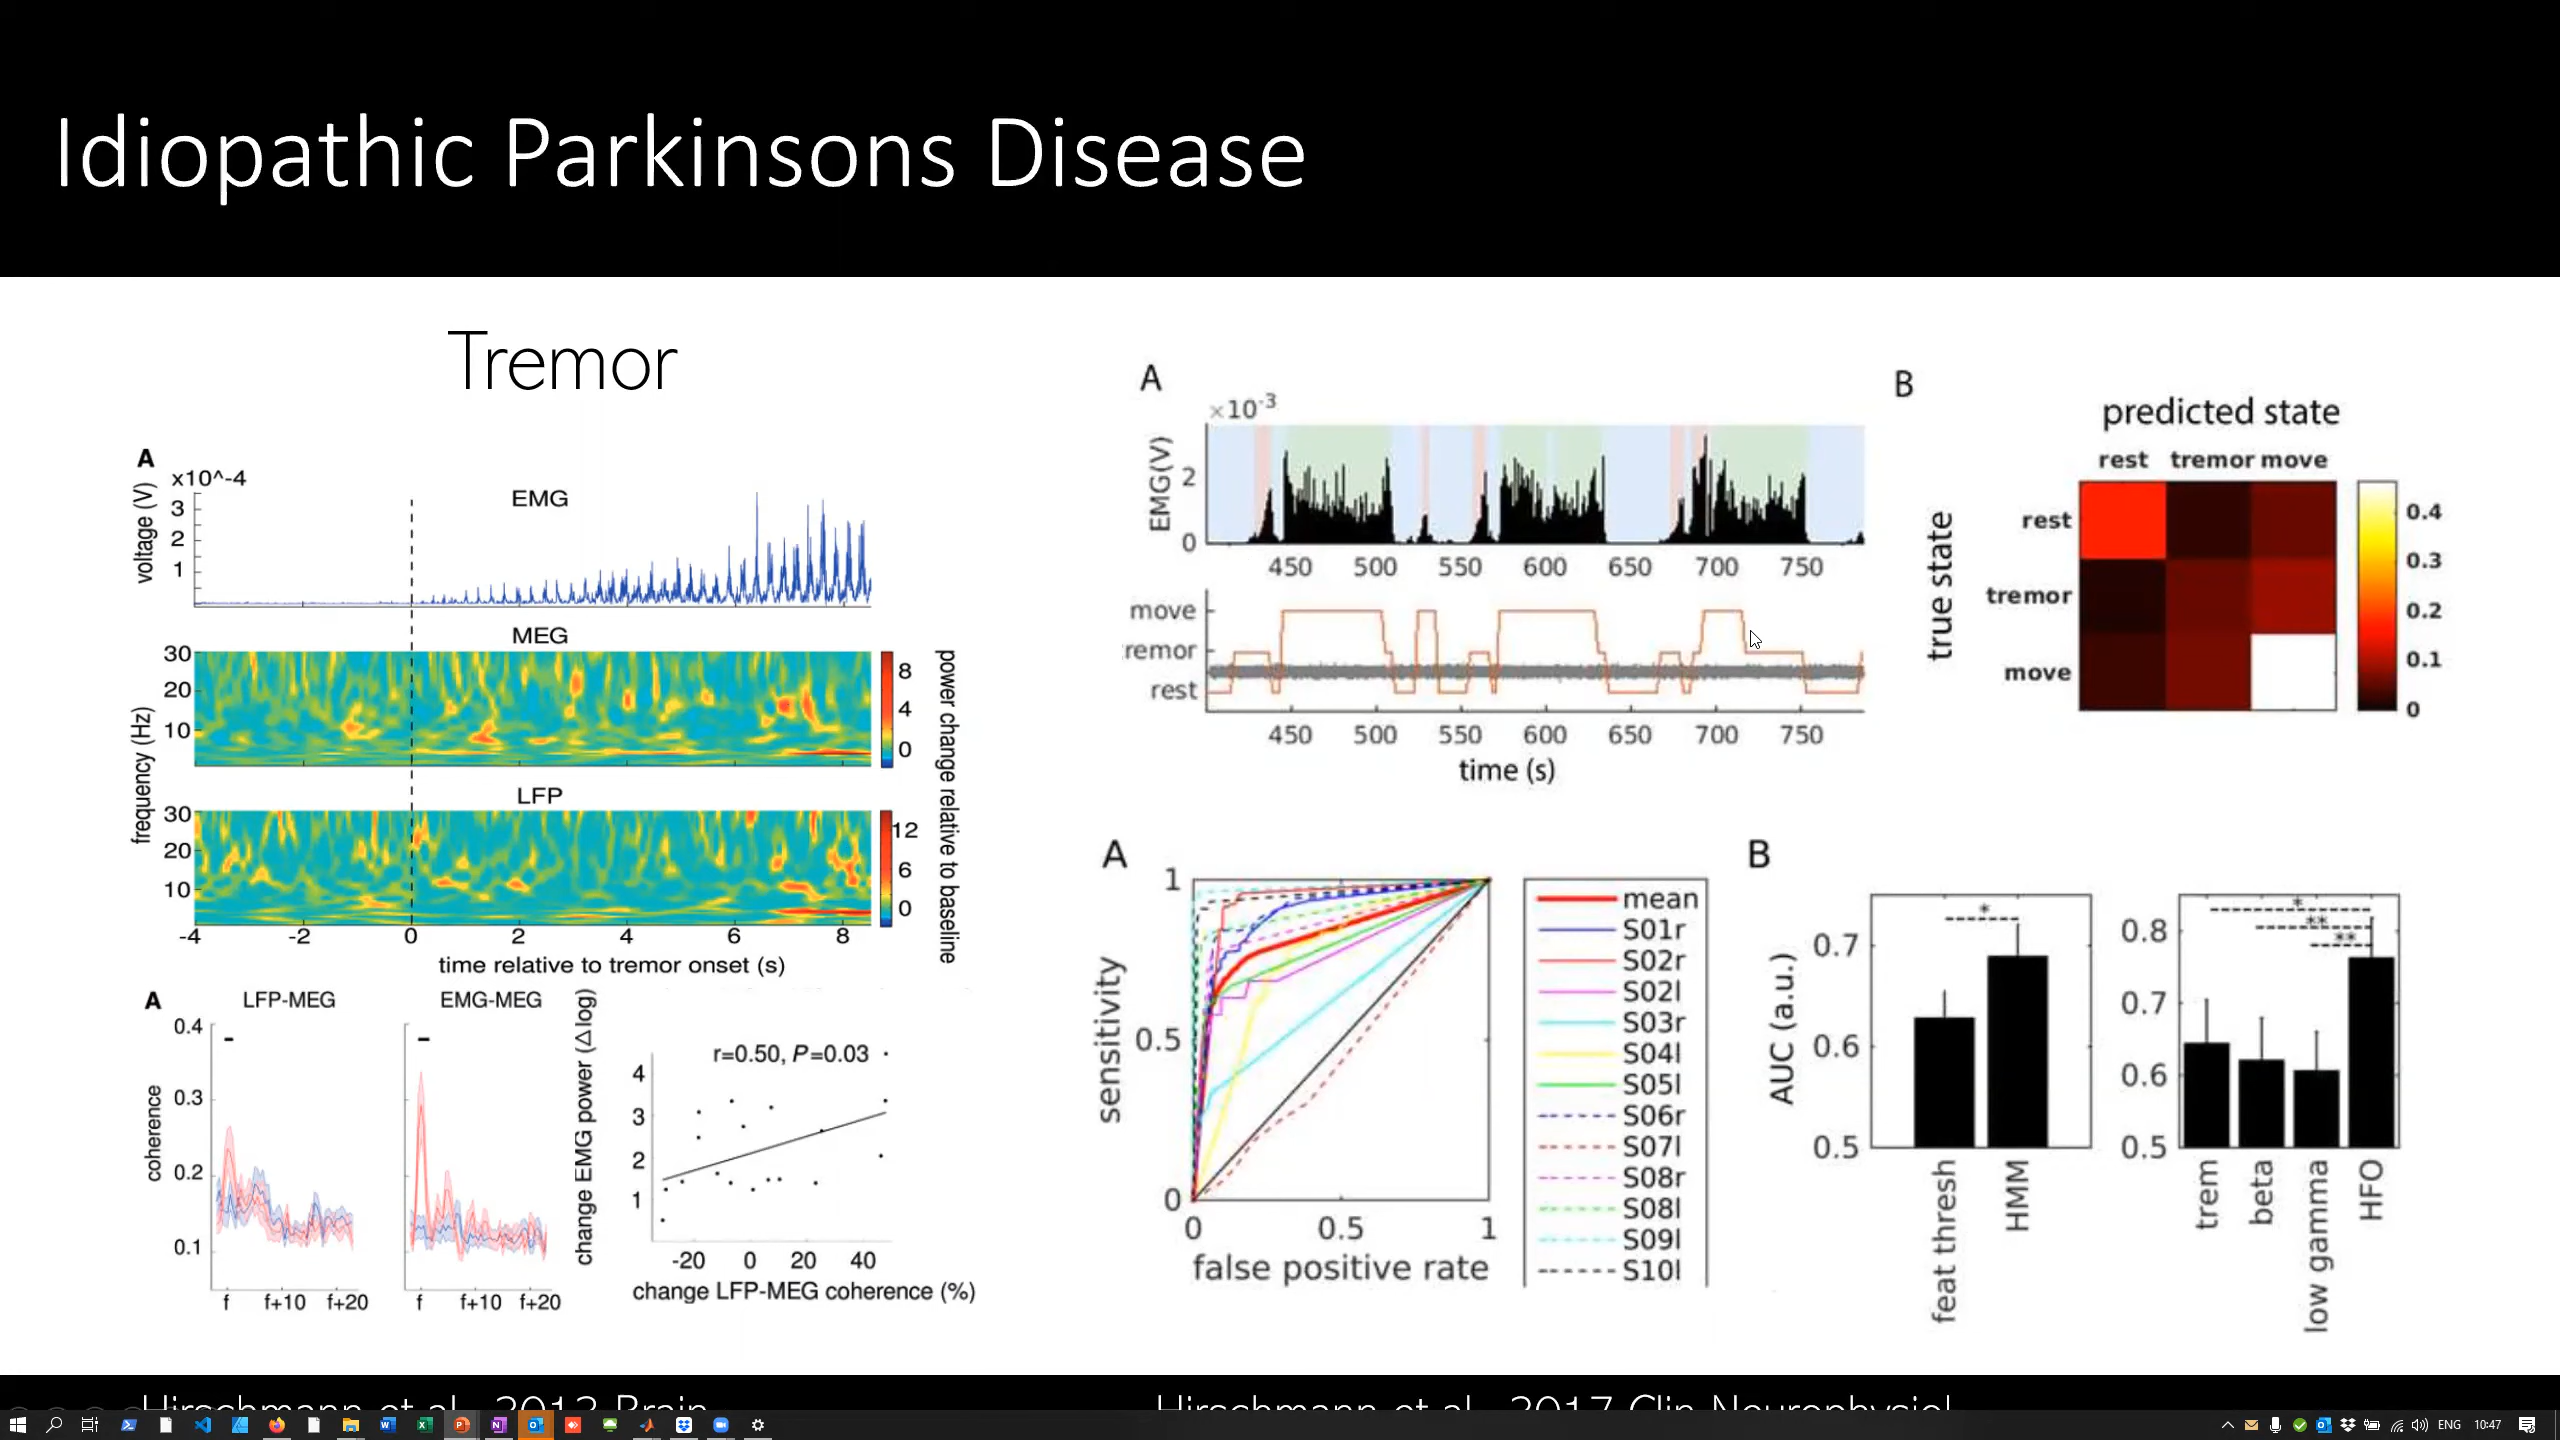 Idiopathic Parkinsons Disease
Tremor
A
x10^-4
voltage (V)
3
2
1
EMG
MEG
30
20
10
8
4
0
LFP
frequency (Hz)
30
20
10
12
6
0
power change relative to baseline
-4 -2 0 2 4 6 8
time relative to tremor onset (s)
A
LFP-MEG
EMG-MEG
coherence
0.4
0.3
0.2
0.1
f f+10 f+20
f f+10 f+20
change EMG power (△log)
r=0.50, P=0.03
4
3
2
1
-20 0 20 40
change LFP-MEG coherence (%)
A
×10-3
EMG(V)
2
0
450 500 550 600 650 700 750
move
remor
rest
450 500 550 600 650 700 750
time (s)
B
predicted state
rest tremor move
true state
rest
tremor
move
0.4
0.3
0.2
0.1
0
A
sensitivity
1
0.5
0
0 0.5 1
false positive rate
mean
S01r
S02r
S02l
S03r
S04l
S05l
S06r
S07l
S08r
S08l
S09l
S10l
B
AUC (a.u.)
0.7
0.6
0.5
*
feat thresh
HMM
0.8
0.7
0.6
0.5
*
**
**
trem
beta
low gamma
HFO
Hirschmann et al., 2013 Brain
Hirschmann et al., 2017 Clin Neurophysiol
ENG 10:47